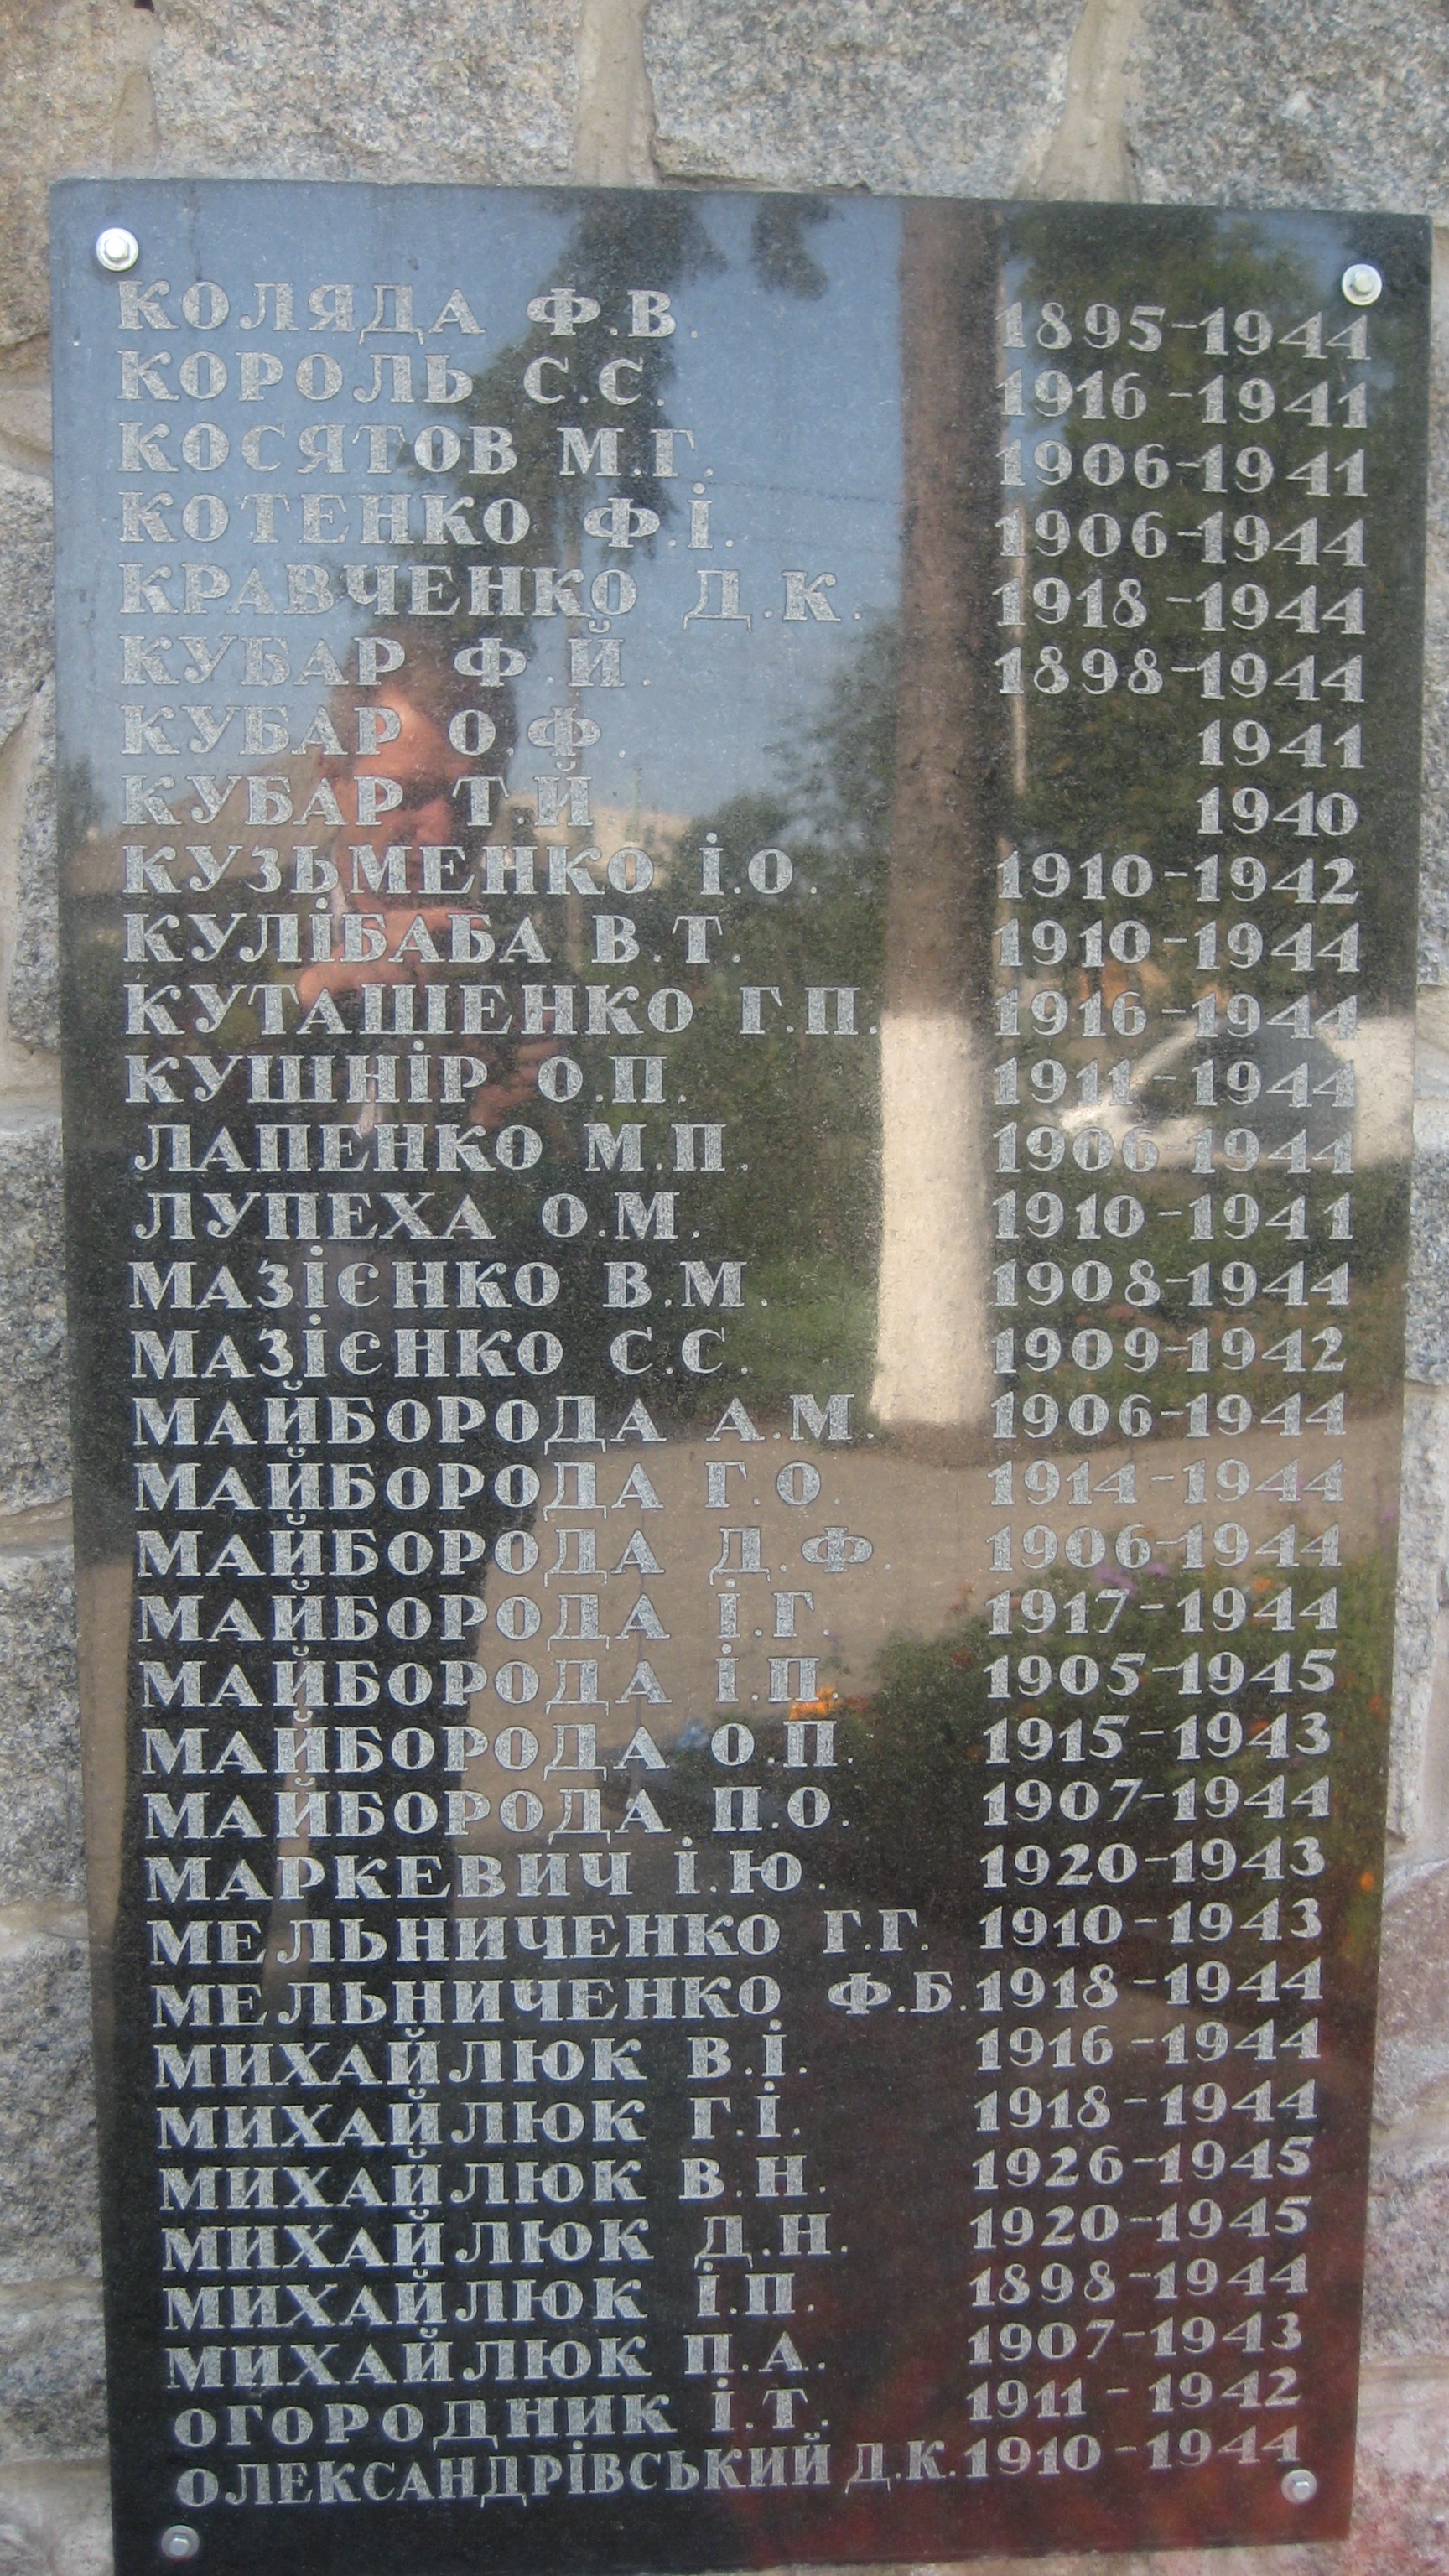 КОЛЯДА Ф.В. 1895-1944
КОРОЛЬ С.С. 1916-1941
КОСЯТОВ М.Г. 1906-1941
КОТЕНКО Ф.І. 1906-1944
КРАВЧЕНКО Д.К. 1918-1944
КУБАР Ф.Й. 1898-1944
КУБАР О.Ф 1941
КУБАР Т.Й 1940
КУЗЬМЕНКО І.О. 1910-1942
КУЛІБАБА В.Т. 1910-1944
КУТАШЕНКО Г.П. 1916-1944
КУШНІР О.П. 1911-1944
ЛАПЕНКО М.П. 1906-1944
ЛУПЕХА О.М. 1910-1941
МАЗІЄНКО В.М. 1908-1944
МАЗІЄНКО С.С. 1909-1942
МАЙБОРОДА А.М. 1906-1944
МАЙБОРОДА Г.О. 1914-1944
МАЙБОРОДА Д.Ф. 1906-1944
МАЙБОРОДА І.Г. 1917-1944
МАЙБОРОДА І.П. 1905-1945
МАЙБОРОДА О.П. 1915-1943
МАЙБОРОДА П.О. 1907-1944
МАРКЕВИЧ І.Ю. 1920-1943
МЕЛЬНИЧЕНКО Г.Г. 1910-1943
МЕЛЬНИЧЕНКО Ф.Б. 1918-1944
МИХАЙЛЮК В.І. 1916-1944
МИХАЙЛЮК Г.І. 1918-1944
МИХАЙЛЮК В.Н. 1926-1945
МИХАЙЛЮК Д.Н. 1920-1945
МИХАЙЛЮК І.П. 1898-1944
МИХАЙЛЮК П.А. 1907-1943
ОГОРОДНИК І.Т. 1911-1942
ОЛЕКСАНДРІВСЬКИЙ Д.К. 1910-1944